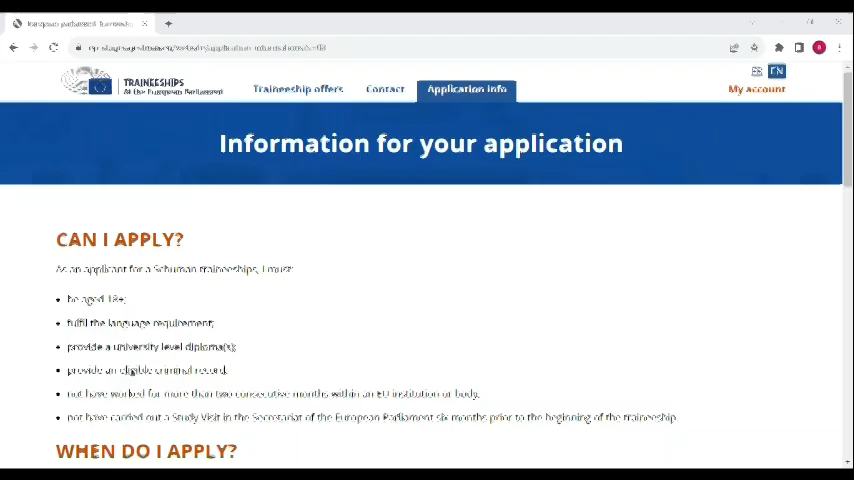 TRAINEESHIPS
At the European Parliament
Traineeship offers
Contact
Application info
FR
EN
My account
Information for your application
CAN I APPLY?
As an applicant for a Schuman traineeships, I must:
be aged 18+;
fulfil the language requirement;
provide a university level diploma(s);
provide an eligible criminal record.
not have worked for more than two consecutive months within an EU institution or body.
not have carried out a Study Visit in the Secretariat of the European Parliament six months prior to the beginning of the traineeship
WHEN DO I APPLY?